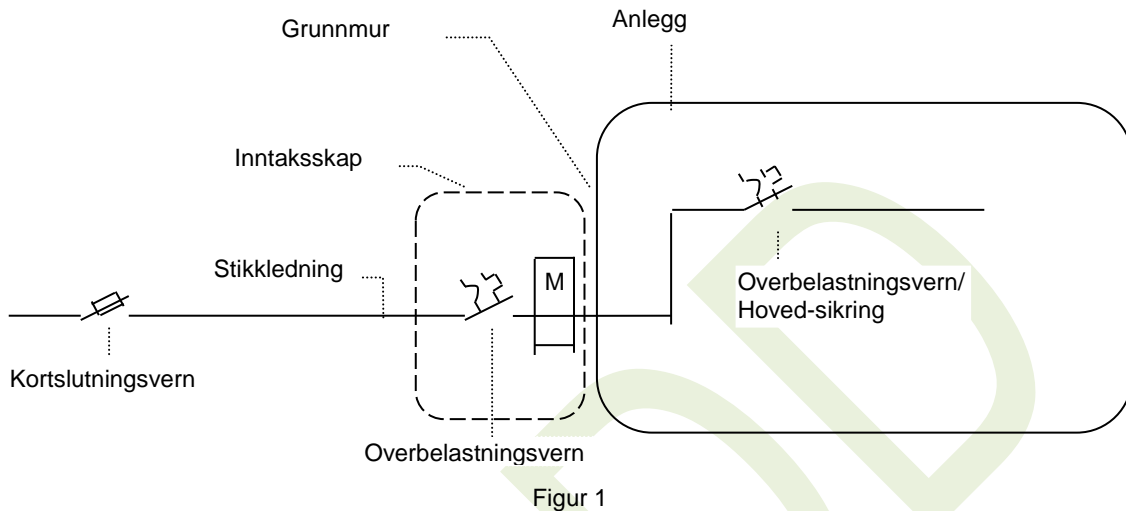 Anlegg
Grunnmur
Inntaksskap
M
Stikkledning
Overbelastningsvern/
Hoved-sikring
Kortslutningsvern
Overbelastningsvern
Figur 1